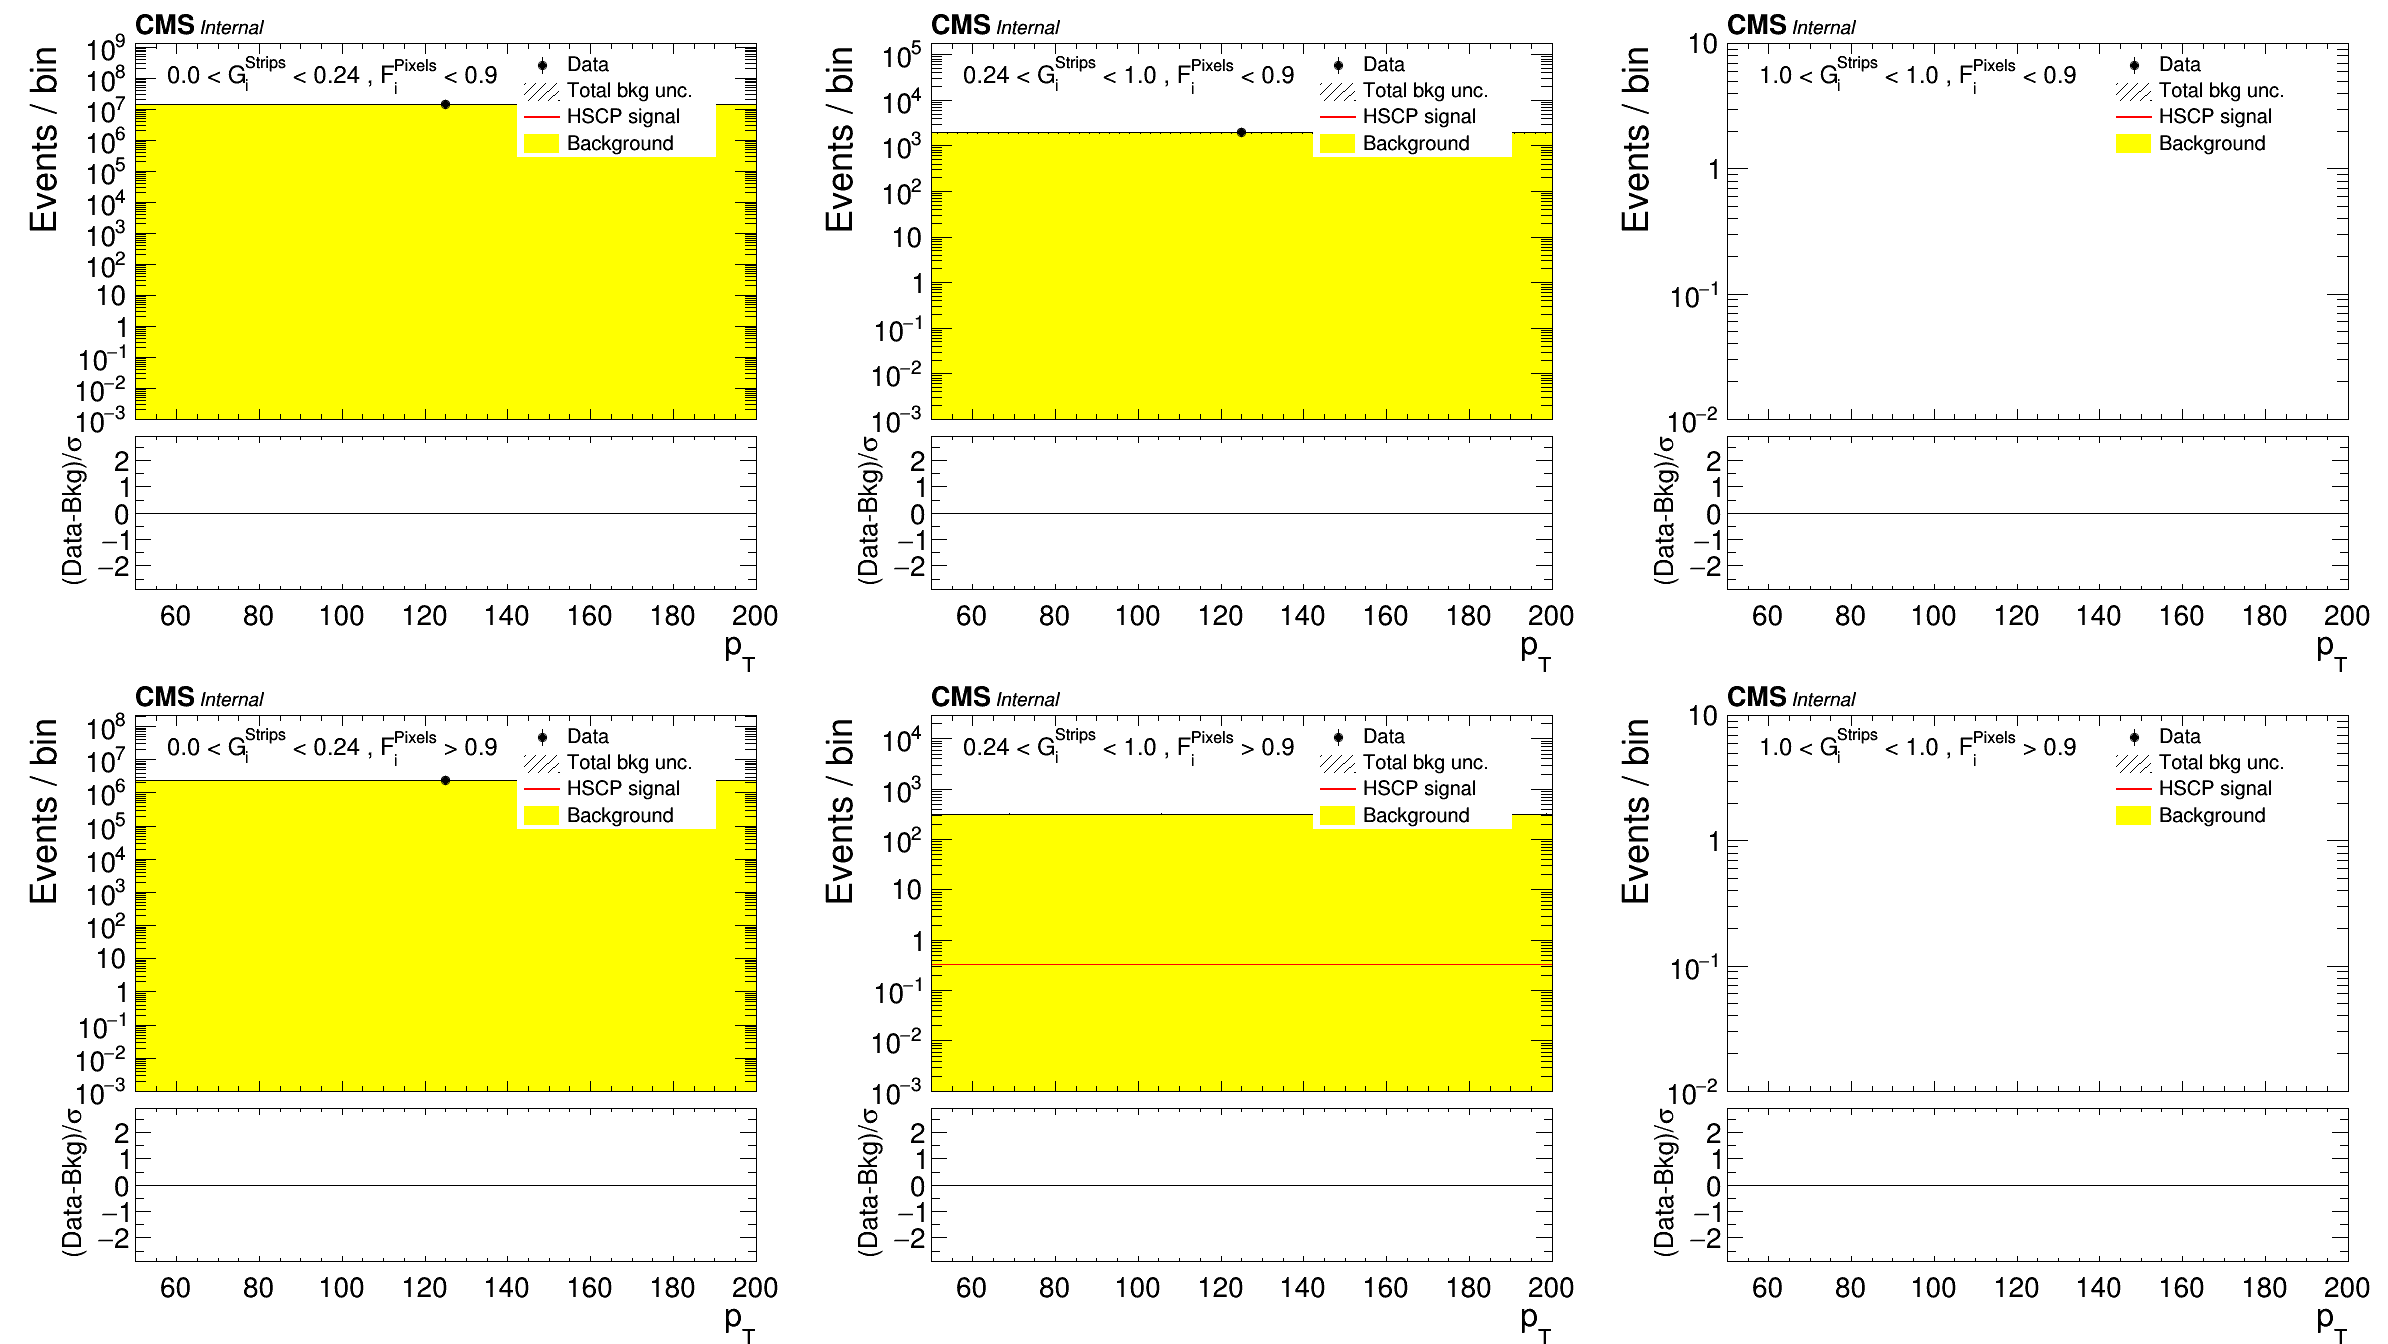 CMS Internal
Events / bin
10^9
10^8
10^7
10^6
10^5
10^4
10^3
10^2
10
1
10^−1
10^−2
10^−3
0.0 < G_i^Strips < 0.24 , F_i^Pixels < 0.9
Data
Total bkg unc.
HSCP signal
Background
(Data-Bkg)/σ
2
1
0
−1
−2
60 80 100 120 140 160 180 200
p_T
CMS Internal
Events / bin
10^5
10^4
10^3
10^2
10
1
10^−1
10^−2
10^−3
0.24 < G_i^Strips < 1.0 , F_i^Pixels < 0.9
Data
Total bkg unc.
HSCP signal
Background
(Data-Bkg)/σ
2
1
0
−1
−2
60 80 100 120 140 160 180 200
p_T
CMS Internal
Events / bin
10
1
10^−1
10^−2
1.0 < G_i^Strips < 1.0 , F_i^Pixels < 0.9
Data
Total bkg unc.
HSCP signal
Background
(Data-Bkg)/σ
2
1
0
−1
−2
60 80 100 120 140 160 180 200
p_T
CMS Internal
Events / bin
10^8
10^7
10^6
10^5
10^4
10^3
10^2
10
1
10^−1
10^−2
10^−3
0.0 < G_i^Strips < 0.24 , F_i^Pixels > 0.9
Data
Total bkg unc.
HSCP signal
Background
(Data-Bkg)/σ
2
1
0
−1
−2
60 80 100 120 140 160 180 200
p_T
CMS Internal
Events / bin
10^4
10^3
10^2
10
1
10^−1
10^−2
10^−3
0.24 < G_i^Strips < 1.0 , F_i^Pixels > 0.9
Data
Total bkg unc.
HSCP signal
Background
(Data-Bkg)/σ
2
1
0
−1
−2
60 80 100 120 140 160 180 200
p_T
CMS Internal
Events / bin
10
1
10^−1
10^−2
1.0 < G_i^Strips < 1.0 , F_i^Pixels > 0.9
Data
Total bkg unc.
HSCP signal
Background
(Data-Bkg)/σ
2
1
0
−1
−2
60 80 100 120 140 160 180 200
p_T